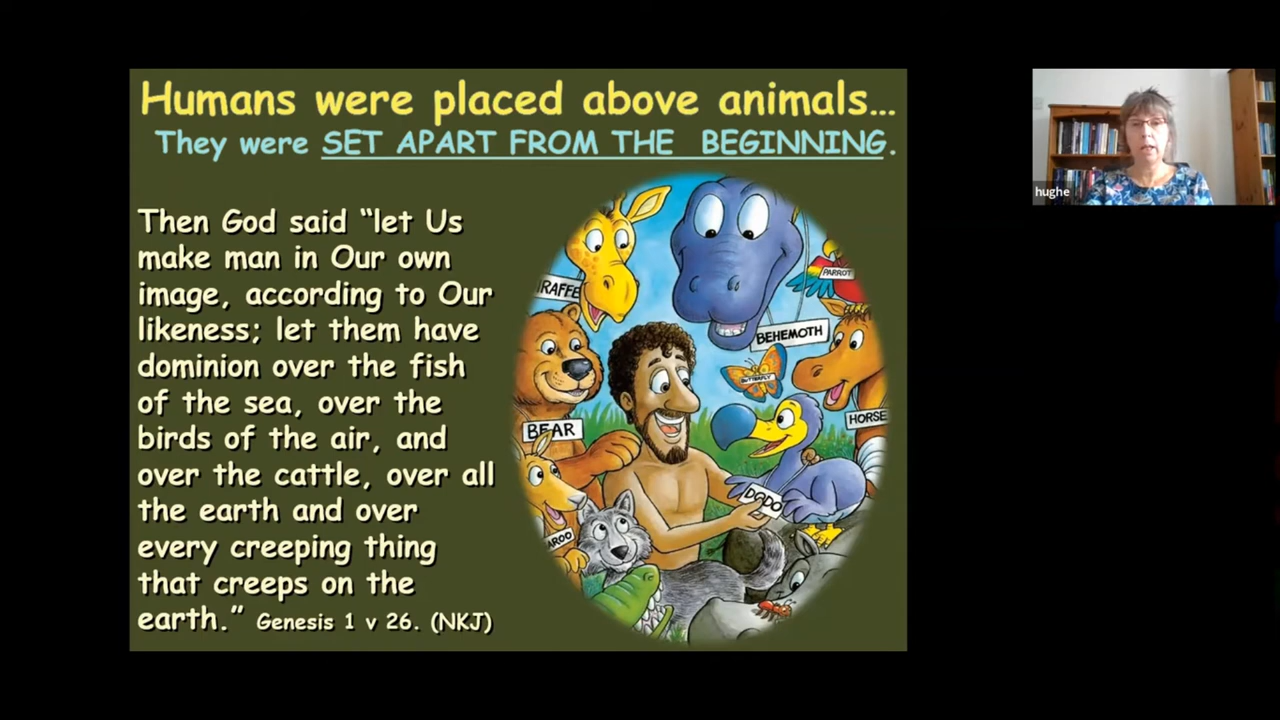 Humans were placed above animals...
They were SET APART FROM THE BEGINNING.
Then God said “let Us
make man in Our own
image, according to Our
likeness; let them have
dominion over the fish
of the sea, over the
birds of the air, and
over the cattle, over all
the earth and over
every creeping thing
that creeps on the
earth.” Genesis 1 v 26. (NKJ)
IRAFFE
BEHEMOTH
PARROT
BUTTERFLY
BEAR
HORSE
DODO
AROO
hughe